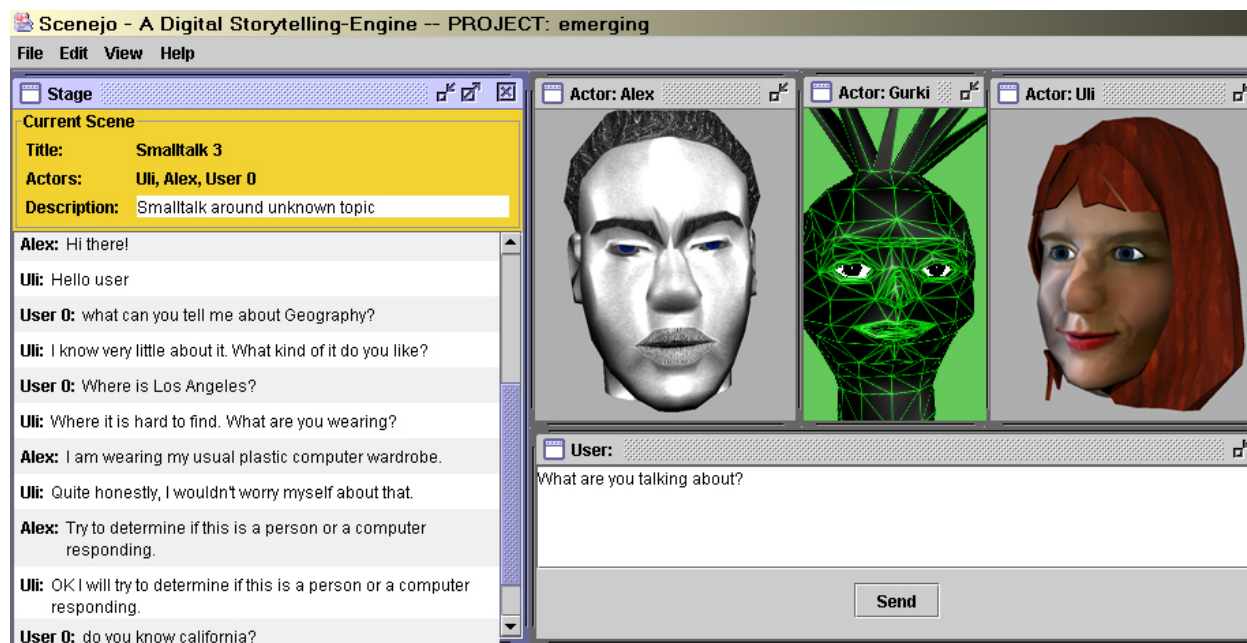 Scenejo - A Digital Storytelling-Engine -- PROJECT: emerging
File Edit View Help
Stage
Current Scene
Title: Smalltalk 3
Actors: Uli, Alex, User 0
Description: Smalltalk around unknown topic
Alex: Hi there!
Uli: Hello user
User 0: what can you tell me about Geography?
Uli: I know very little about it. What kind of it do you like?
User 0: Where is Los Angeles?
Uli: Where it is hard to find. What are you wearing?
Alex: I am wearing my usual plastic computer wardrobe.
Uli: Quite honestly, I wouldn't worry myself about that.
Alex: Try to determine if this is a person or a computer
responding.
Uli: OK I will try to determine if this is a person or a computer
responding.
User 0: do you know california?
Actor: Alex
Actor: Gurki
Actor: Uli
User:
What are you talking about?
Send